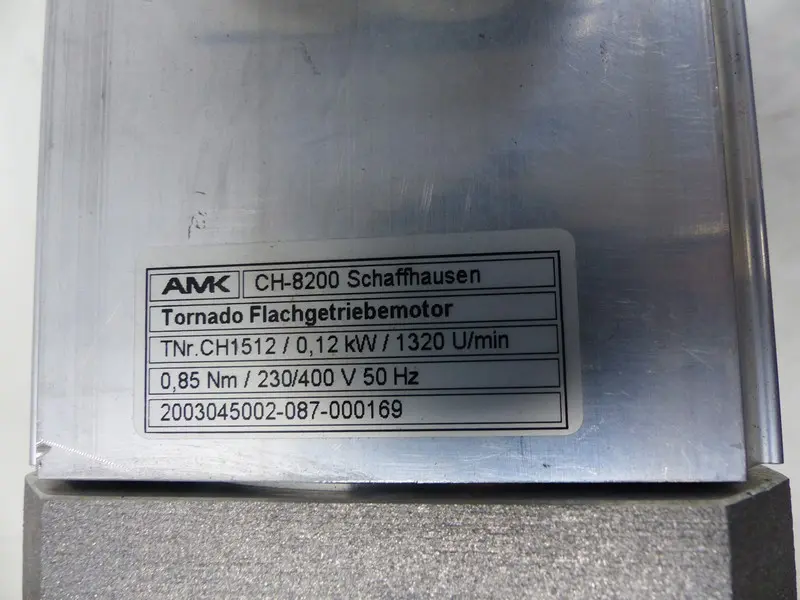 AMK CH-8200 Schaffhausen
Tornado Flachgetriebemotor
TNr.CH1512 / 0,12 kW / 1320 U/min
0,85 Nm / 230/400 V 50 Hz
2003045002-087-000169